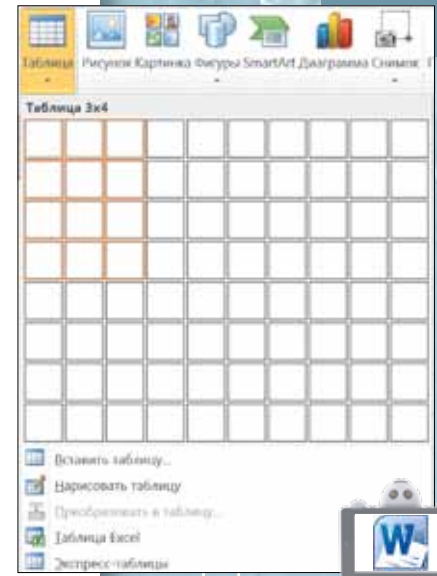 Таблица Рисунок Картинка Фигуры SmartArt Диаграмма Снимок
Таблица 3x4
Вставить таблицу...
Нарисовать таблицу
Преобразовать в таблицу...
Таблица Excel
Экспресс-таблицы
W